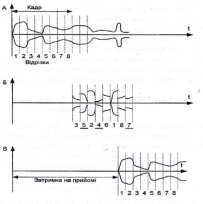 А
Кадр
t
1 2 3 4 5 6 7 8
Відрізки
Б
t
3 5 2 4 6 1 8 7
В
t
Затримка на прийомі
1 2 3 4 5 6 7 8